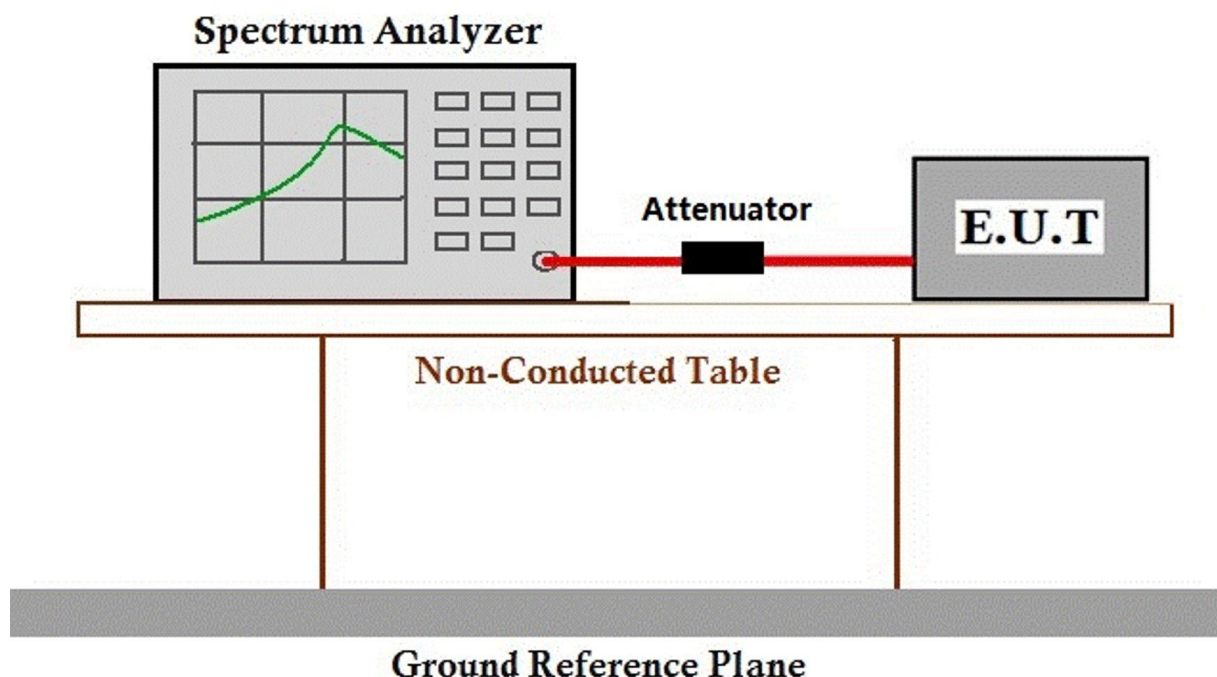 Spectrum Analyzer
Attenuator
E.U.T
Non-Conducted Table
Ground Reference Plane